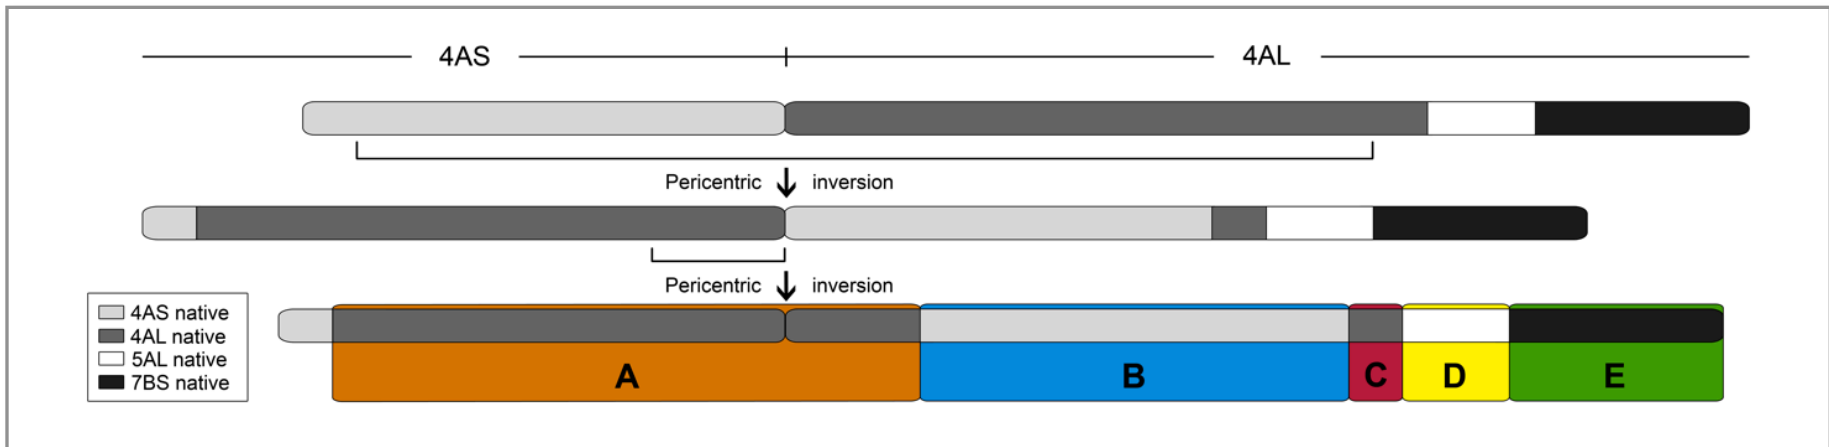 4AS 4AL
Pericentric inversion
Pericentric inversion
4AS native
4AL native
5AL native
7BS native
A B C D E